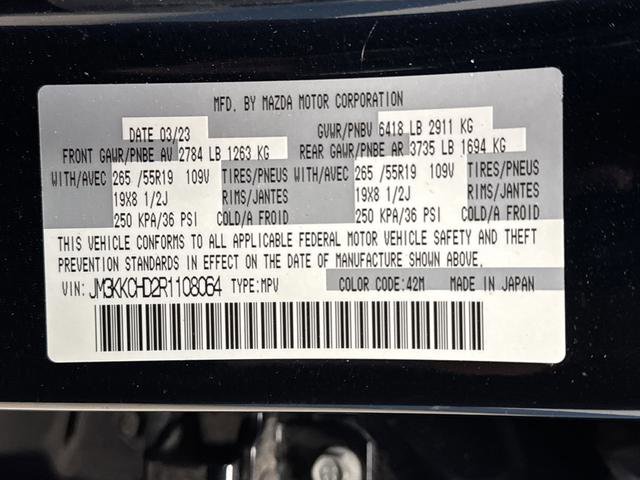 MFD. BY MAZDA MOTOR CORPORATION
DATE 03/23 GVWR/PNBV 6418 LB 2911 KG
FRONT GAWR/PNBE AV 2784 LB 1263 KG REAR GAWR/PNBE AR 3735 LB 1694 KG
WITH/AVEC 265 /55R19 109V TIRES/PNEUS WITH/AVEC 265 /55R19 109V TIRES/PNEUS
19X8 1/2J RIMS/JANTES 19X8 1/2J RIMS/JANTES
250 KPA/36 PSI COLD/A FROID 250 KPA/36 PSI COLD/A FROID
THIS VEHICLE CONFORMS TO ALL APPLICABLE FEDERAL MOTOR VEHICLE SAFETY AND THEFT
PREVENTION STANDARDS IN EFFECT ON THE DATE OF MANUFACTURE SHOWN ABOVE.
VIN: JM3KKCHD2R1108064 TYPE:MPV COLOR CODE:42M MADE IN JAPAN